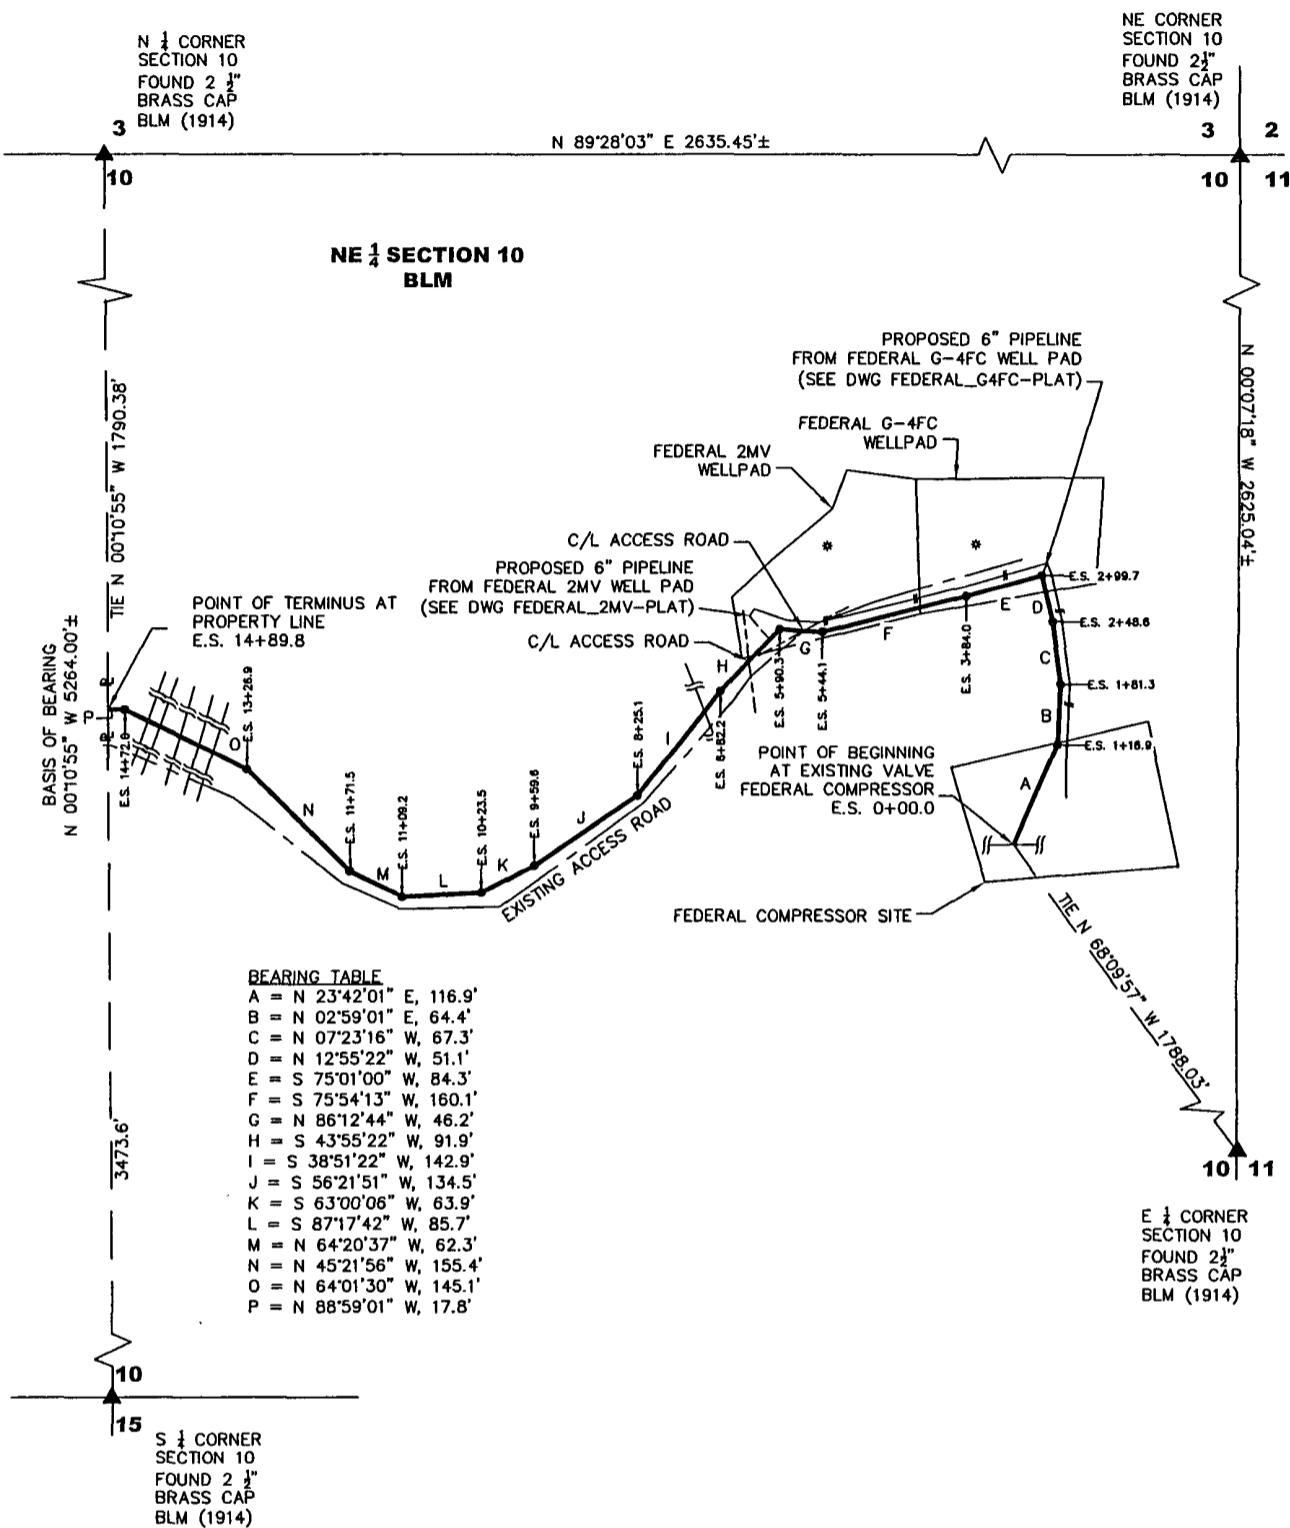 N 1/4 CORNER
SECTION 10
FOUND 2 1/2"
BRASS CAP
BLM (1914)
NE CORNER
SECTION 10
FOUND 2 1/2"
BRASS CAP
BLM (1914)
3
10
N 89°28'03" E 2635.45'±
3
2
10
11
NE 1/4 SECTION 10
BLM
TIE N 00°10'55" W 1790.38'
BASIS OF BEARING
N 00°10'55" W 5264.00'±
N 00°07'18" W 2625.04'±
PROPOSED 6" PIPELINE
FROM FEDERAL G-4FC WELL PAD
(SEE DWG FEDERAL_G4FC-PLAT)
FEDERAL G-4FC
WELLPAD
FEDERAL 2MV
WELLPAD
C/L ACCESS ROAD
PROPOSED 6" PIPELINE
FROM FEDERAL 2MV WELL PAD
(SEE DWG FEDERAL_2MV-PLAT)
C/L ACCESS ROAD
POINT OF TERMINUS AT
PROPERTY LINE
E.S. 14+89.8
E.S. 2+99.7
D
E.S. 2+48.6
C
E.S. 1+81.3
B
E.S. 1+16.9
A
E
F
G
H
I
J
K
L
M
N
O
P
P
P
E.S. 3+84.0
E.S. 5+44.1
E.S. 5+90.3
E.S. 6+82.2
E.S. 8+25.1
E.S. 9+59.6
E.S. 10+23.5
E.S. 11+09.2
E.S. 11+71.5
E.S. 13+26.9
E.S. 14+72.0
POINT OF BEGINNING
AT EXISTING VALVE
FEDERAL COMPRESSOR
E.S. 0+00.0
EXISTING ACCESS ROAD
FEDERAL COMPRESSOR SITE
TIE N 68°09'57" W 1788.03'
BEARING TABLE
A = N 23°42'01" E, 116.9'
B = N 02°59'01" E, 64.4'
C = N 07°23'16" W, 67.3'
D = N 12°55'22" W, 51.1'
E = S 75°01'00" W, 84.3'
F = S 75°54'13" W, 160.1'
G = N 86°12'44" W, 46.2'
H = S 43°55'22" W, 91.9'
I = S 38°51'22" W, 142.9'
J = S 56°21'51" W, 134.5'
K = S 63°00'06" W, 63.9'
L = S 87°17'42" W, 85.7'
M = N 64°20'37" W, 62.3'
N = N 45°21'56" W, 155.4'
O = N 64°01'30" W, 145.1'
P = N 88°59'01" W, 17.8'
3473.6'
10
11
E 1/4 CORNER
SECTION 10
FOUND 2 1/2"
BRASS CAP
BLM (1914)
10
15
S 1/4 CORNER
SECTION 10
FOUND 2 1/2"
BRASS CAP
BLM (1914)